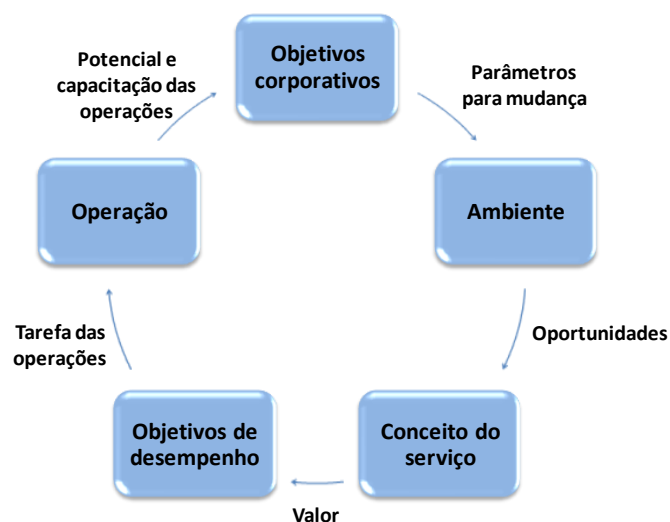 Objetivos
corporativos
Parâmetros
para mudança
Ambiente
Oportunidades
Conceito do
serviço
Valor
Objetivos de
desempenho
Tarefa das
operações
Operação
Potencial e
capacitação das
operações